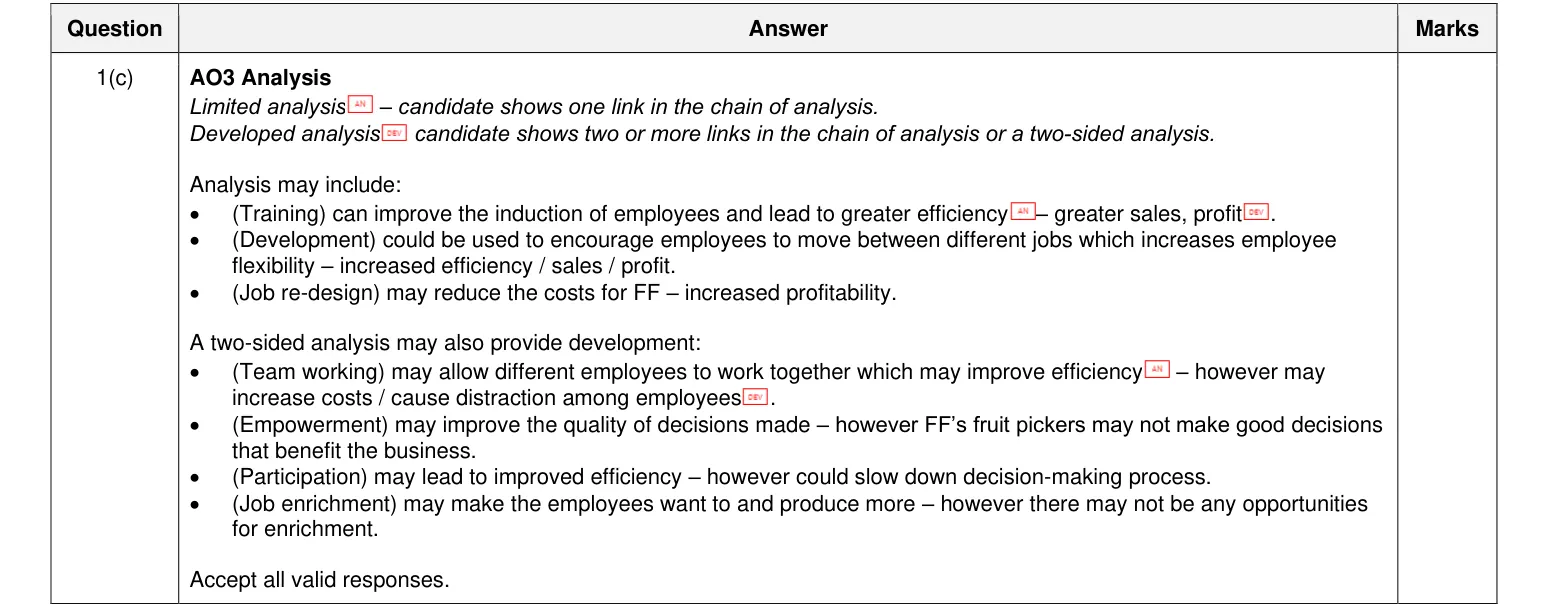 Question Answer Marks
1(c) AO3 Analysis
Limited analysis AN – candidate shows one link in the chain of analysis.
Developed analysis DEV candidate shows two or more links in the chain of analysis or a two-sided analysis.
Analysis may include:
• (Training) can improve the induction of employees and lead to greater efficiency AN – greater sales, profit DEV.
• (Development) could be used to encourage employees to move between different jobs which increases employee
flexibility – increased efficiency / sales / profit.
• (Job re-design) may reduce the costs for FF – increased profitability.
A two-sided analysis may also provide development:
• (Team working) may allow different employees to work together which may improve efficiency AN – however may
increase costs / cause distraction among employees DEV.
• (Empowerment) may improve the quality of decisions made – however FF’s fruit pickers may not make good decisions
that benefit the business.
• (Participation) may lead to improved efficiency – however could slow down decision-making process.
• (Job enrichment) may make the employees want to and produce more – however there may not be any opportunities
for enrichment.
Accept all valid responses.